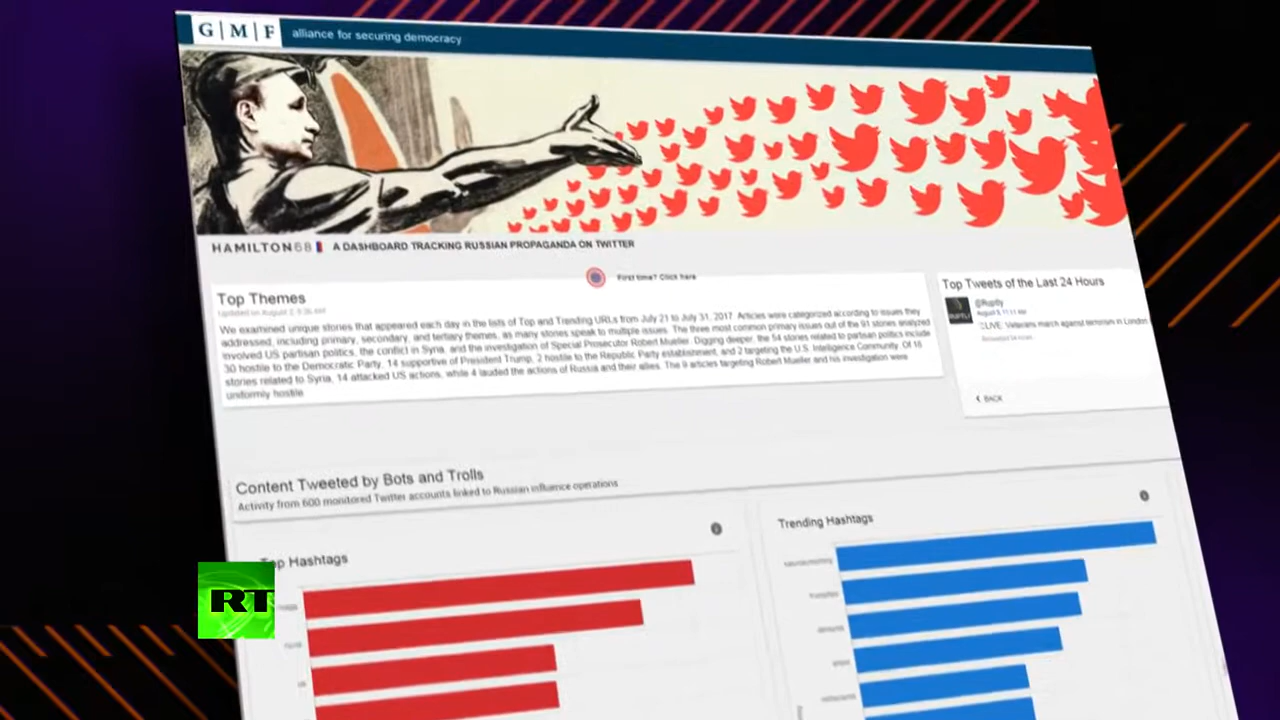 G|M|F alliance for securing democracy
HAMILTON68 A DASHBOARD TRACKING RUSSIAN PROPAGANDA ON TWITTER
First time? Click here
Top Themes
Updated on August 2, 9:36 AM
We examined unique stories that appeared each day in the lists of Top and Trending URLs from July 21 to July 31, 2017. Articles were categorized according to issues they
addressed, including primary, secondary, and tertiary themes, as many stories speak to multiple issues. The three most common primary issues out of the 91 stories analyzed
involved US partisan politics, the conflict in Syria, and the investigation of Special Prosecutor Robert Mueller. Digging deeper, the 54 stories related to partisan politics include
30 hostile to the Democratic Party, 14 supportive of President Trump, 2 hostile to the Republic Party establishment, and 2 targeting the U.S. Intelligence Community. Of 18
stories related to Syria, 14 attacked US actions, while 4 lauded the actions of Russia and their allies. The 9 articles targeting Robert Mueller and his investigation were
uniformly hostile.
Top Tweets of the Last 24 Hours
@Ruptly
LIVE: Veterans march against terrorism in London
BACK
Content Tweeted by Bots and Trolls
Activity from 600 monitored Twitter accounts linked to Russian influence operations
Top Hashtags
Trending Hashtags
RT